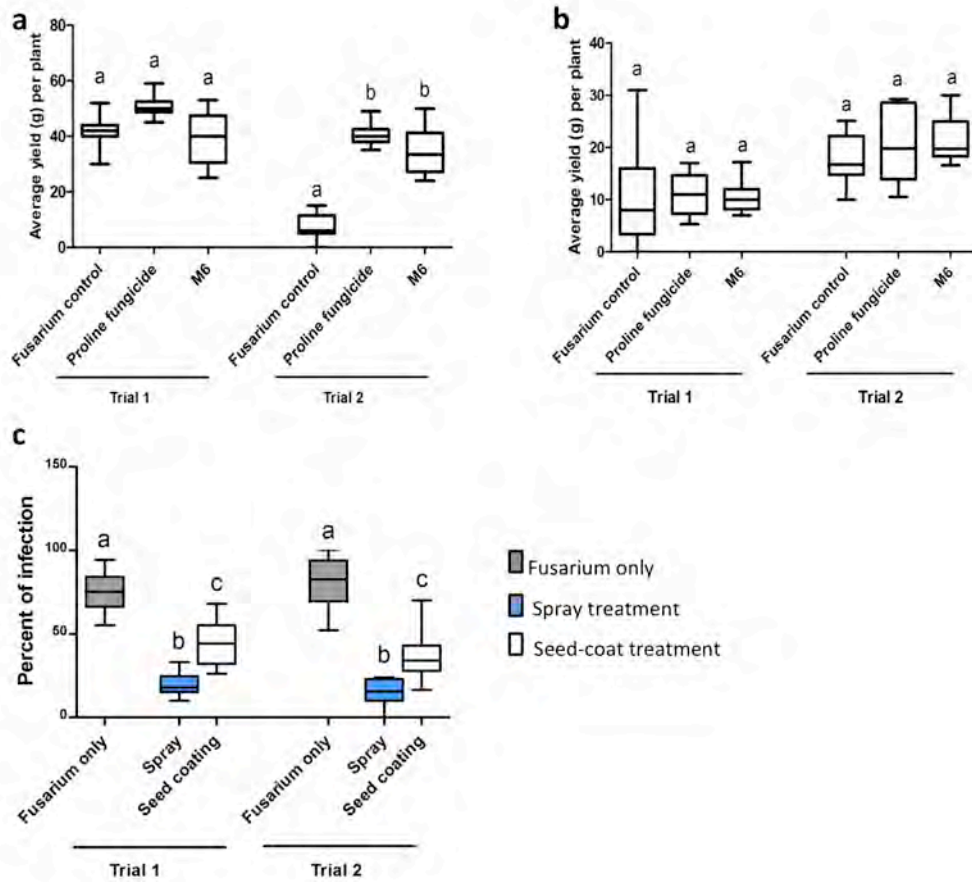 a
Average yield (g) per plant
80
60
40
20
0
a
a
a
a
b
b
Fusarium control
Proline fungicide
M6
Fusarium control
Proline fungicide
M6
Trial 1
Trial 2
b
Average yield (g) per plant
40
30
20
10
0
a
a
a
a
a
a
Fusarium control
Proline fungicide
M6
Fusarium control
Proline fungicide
M6
Trial 1
Trial 2
c
Percent of infection
150
100
50
0
a
b
c
a
b
c
Fusarium only
Spray
Seed coating
Fusarium only
Spray
Seed coating
Trial 1
Trial 2
Fusarium only
Spray treatment
Seed-coat treatment